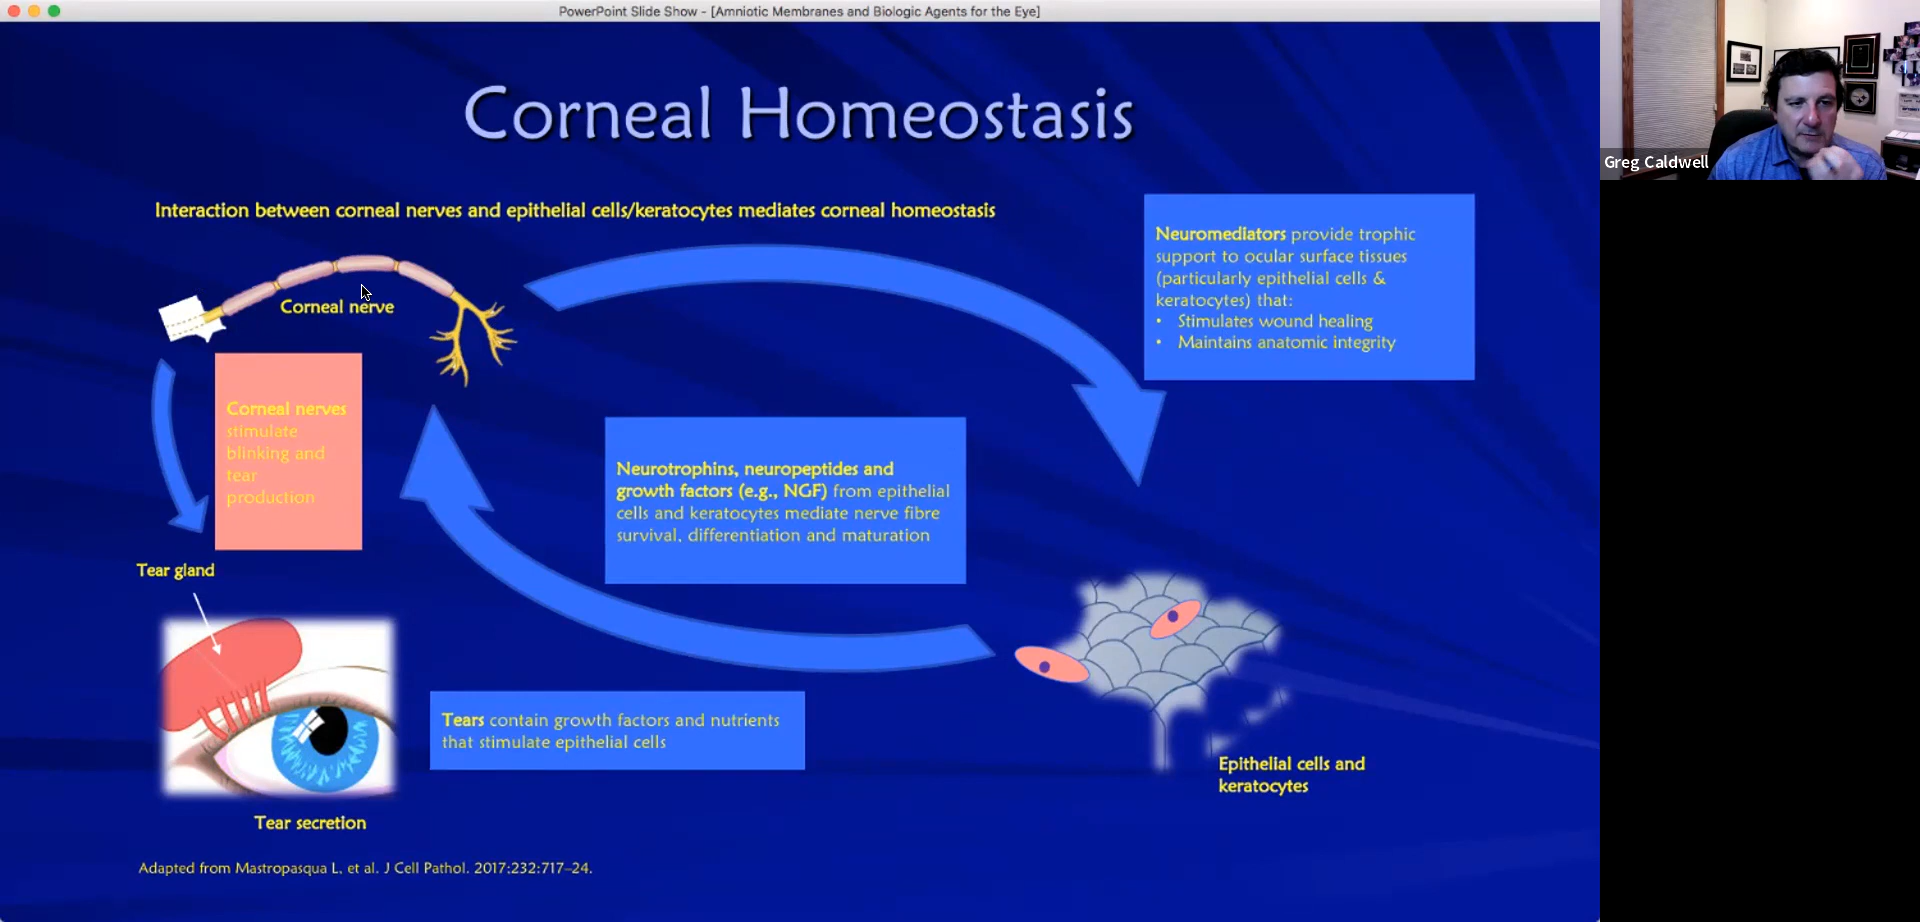 PowerPoint Slide Show - [Amniotic Membranes and Biologic Agents for the Eye]
Greg Caldwell
Corneal Homeostasis
Interaction between corneal nerves and epithelial cells/keratocytes mediates corneal homeostasis
Neuromediators provide trophic
support to ocular surface tissues
(particularly epithelial cells &
keratocytes) that:
• Stimulates wound healing
• Maintains anatomic integrity
Corneal nerve
Corneal nerves
stimulate
blinking and
tear
production
Neurotrophins, neuropeptides and
growth factors (e.g., NGF) from epithelial
cells and keratocytes mediate nerve fibre
survival, differentiation and maturation
Tear gland
Tears contain growth factors and nutrients
that stimulate epithelial cells
Epithelial cells and
keratocytes
Tear secretion
Adapted from Mastropasqua L, et al. J Cell Pathol. 2017;232:717–24.